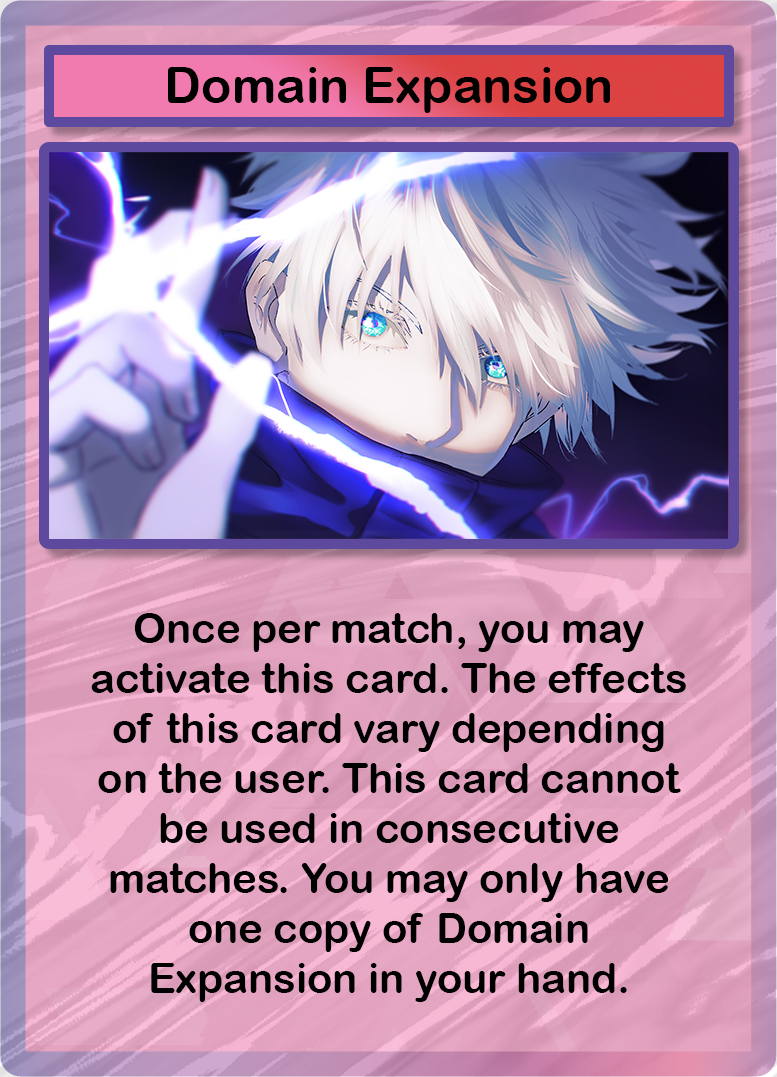 Domain Expansion
Once per match, you may
activate this card. The effects
of this card vary depending
on the user. This card cannot
be used in consecutive
matches. You may only have
one copy of Domain
Expansion in your hand.